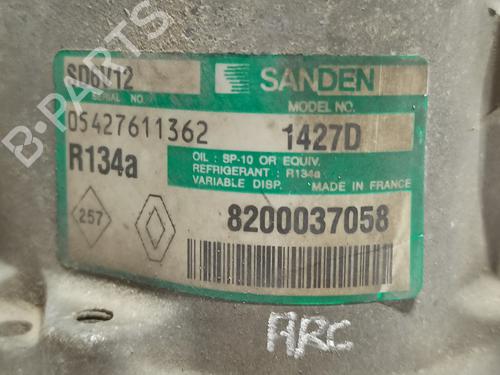 SD6V12
SANDEN
SERIAL NO.
MODEL NO.
05427611362
1427D
R134a
OIL : SP-10 OR EQUIV.
REFRIGERANT : R134a
VARIABLE DISP. MADE IN FRANCE
257
8200037058
ARC
B-PARTS